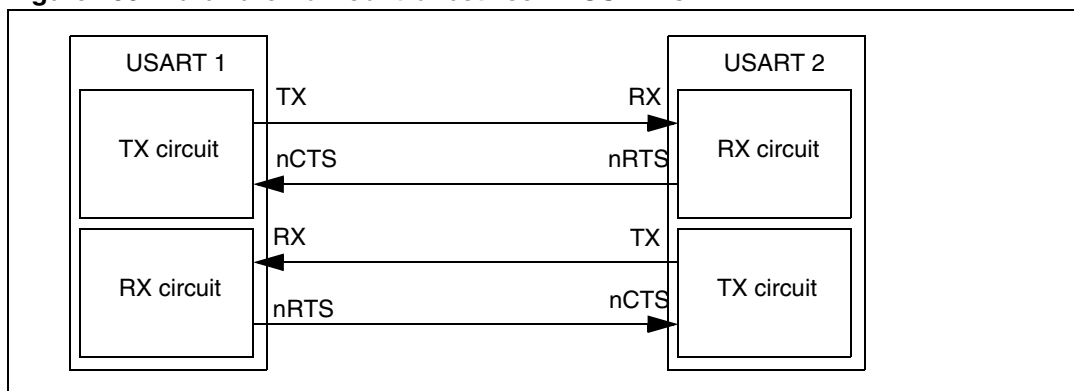 USART 1
USART 2
TX
RX
TX circuit
RX circuit
nCTS
nRTS
RX
TX
RX circuit
TX circuit
nRTS
nCTS